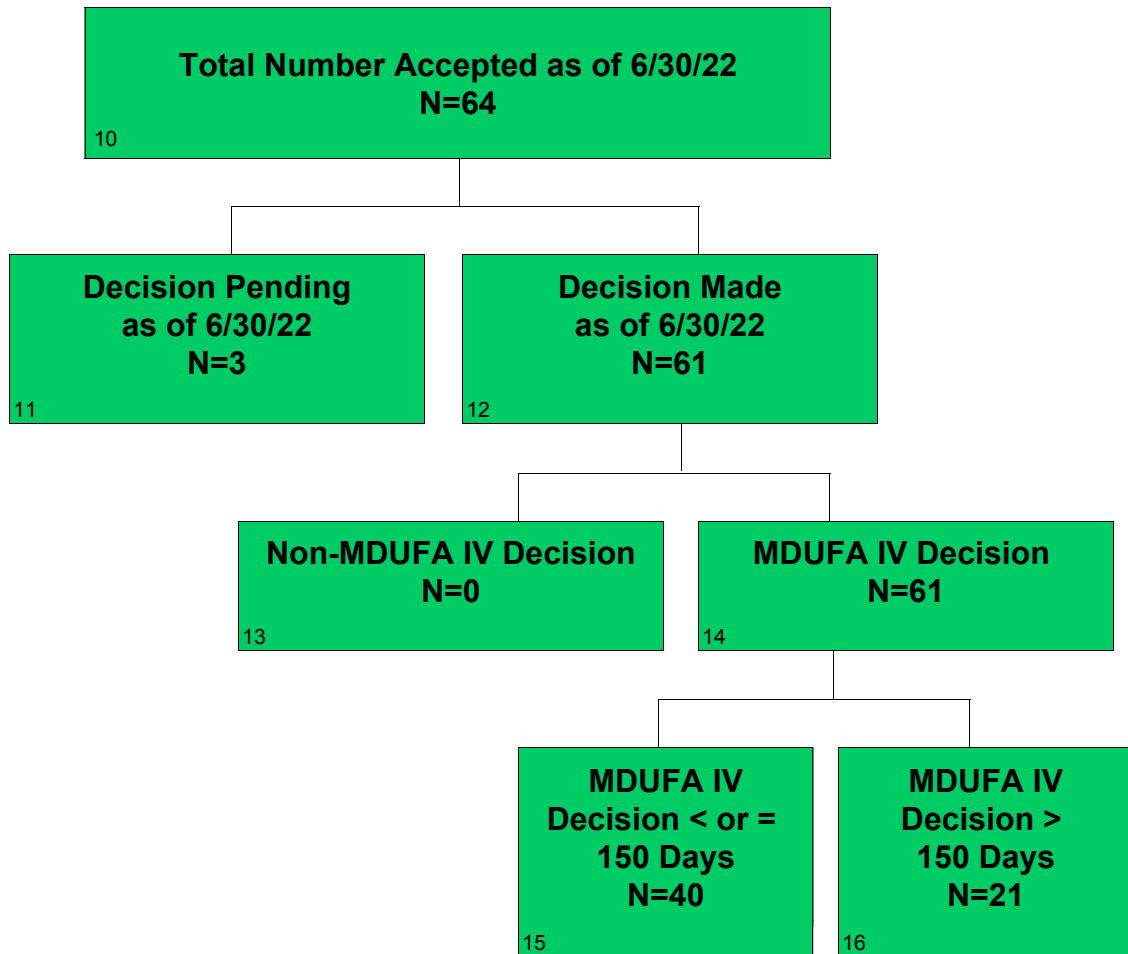 Total Number Accepted as of 6/30/22
N=64
10
Decision Pending
as of 6/30/22
N=3
11
Decision Made
as of 6/30/22
N=61
12
Non-MDUFA IV Decision
N=0
13
MDUFA IV Decision
N=61
14
MDUFA IV
Decision < or =
150 Days
N=40
15
MDUFA IV
Decision >
150 Days
N=21
16